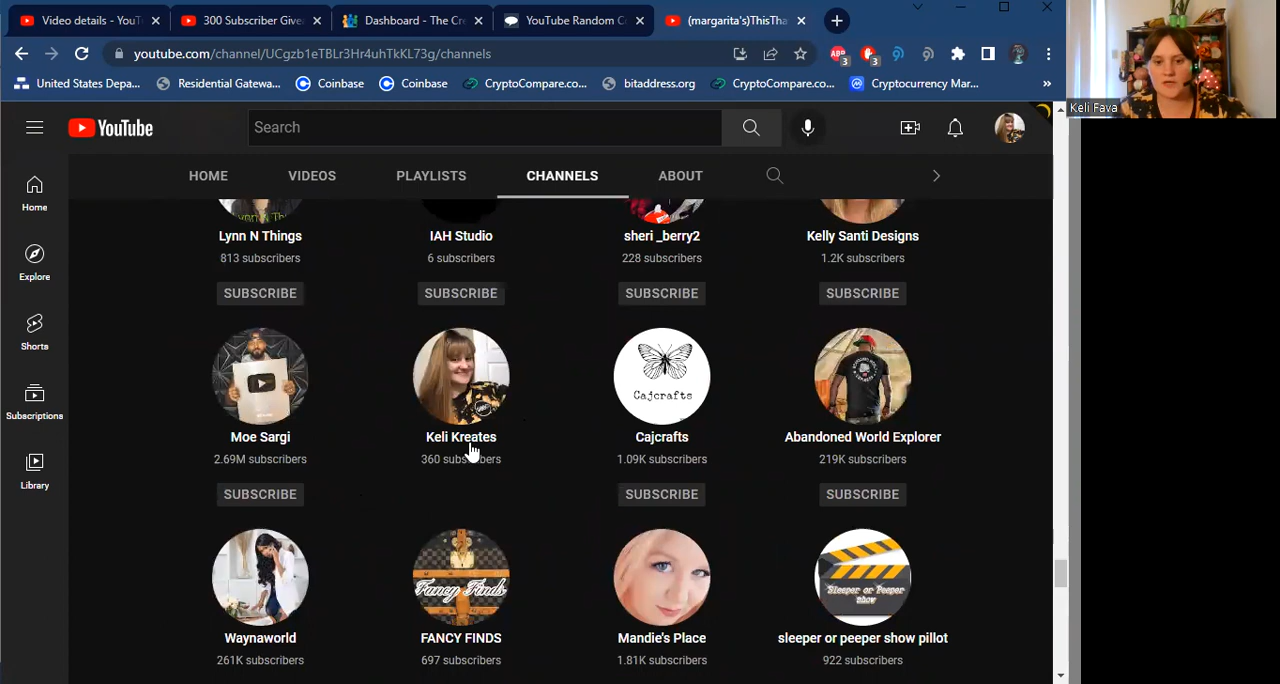 Video details - YouT
300 Subscriber Give
Dashboard - The Cre
YouTube Random C
(margarita's)ThisTha
youtube.com/channel/UCgzb1eTBLr3Hr4uhTkKL73g/channels
3
3
United States Depa...
Residential Gatewa...
Coinbase
Coinbase
CryptoCompare.co...
bitaddress.org
CryptoCompare.co...
Cryptocurrency Mar...
»
Keli Fava
YouTube
Search
HOME
VIDEOS
PLAYLISTS
CHANNELS
ABOUT
Home
Explore
Shorts
Subscriptions
Library
Lynn N Things
IAH Studio
sheri _berry2
Kelly Santi Designs
813 subscribers
6 subscribers
228 subscribers
1.2K subscribers
SUBSCRIBE
SUBSCRIBE
SUBSCRIBE
SUBSCRIBE
Cajcrafts
Moe Sargi
Keli Kreates
Cajcrafts
Abandoned World Explorer
2.69M subscribers
360 subscribers
1.09K subscribers
219K subscribers
SUBSCRIBE
SUBSCRIBE
SUBSCRIBE
Fancy Finds
Sleeper or Peeper
show
Waynaworld
FANCY FINDS
Mandie's Place
sleeper or peeper show pillot
261K subscribers
697 subscribers
1.81K subscribers
922 subscribers